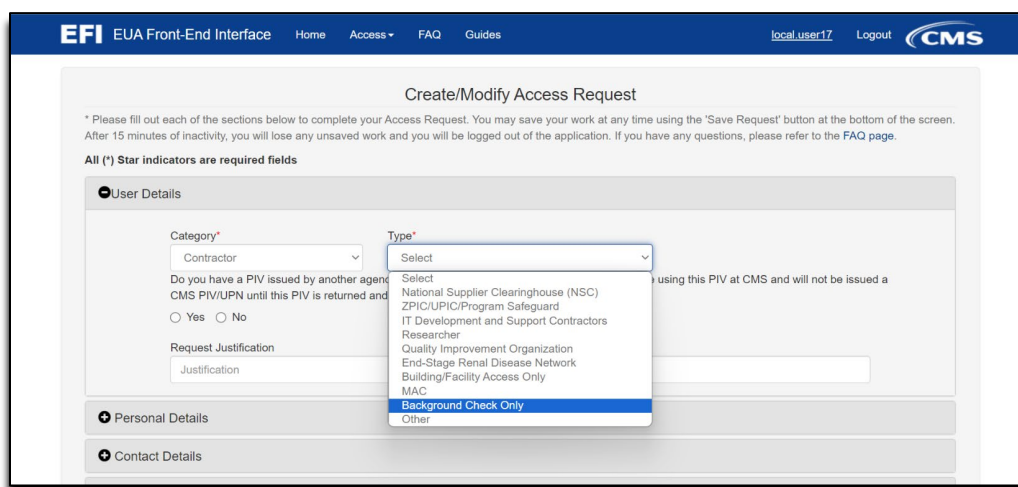 EFI EUA Front-End Interface Home Access FAQ Guides local.user17 Logout CMS
Create/Modify Access Request
* Please fill out each of the sections below to complete your Access Request. You may save your work at any time using the 'Save Request' button at the bottom of the screen.
After 15 minutes of inactivity, you will lose any unsaved work and you will be logged out of the application. If you have any questions, please refer to the FAQ page.
All (*) Star indicators are required fields
User Details
Category* Type*
Contractor Select
Do you have a PIV issued by another agenc using this PIV at CMS and will not be issued a
CMS PIV/UPN until this PIV is returned and
Yes No
Request Justification
Justification
Select
National Supplier Clearinghouse (NSC)
ZPIC/UPIC/Program Safeguard
IT Development and Support Contractors
Researcher
Quality Improvement Organization
End-Stage Renal Disease Network
Building/Facility Access Only
MAC
Background Check Only
Other
Personal Details
Contact Details